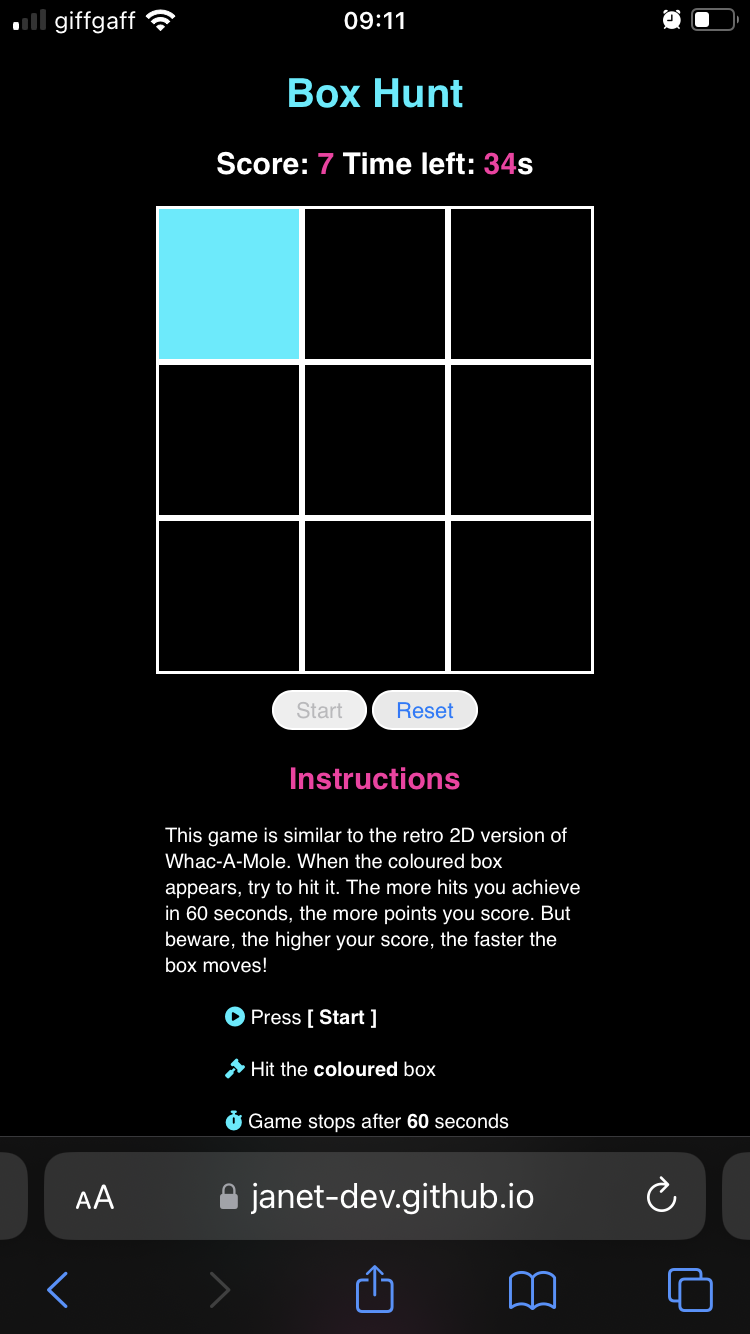 giffgaff 09:11
Box Hunt
Score: 7 Time left: 34s
Start Reset
Instructions
This game is similar to the retro 2D version of
Whac-A-Mole. When the coloured box
appears, try to hit it. The more hits you achieve
in 60 seconds, the more points you score. But
beware, the higher your score, the faster the
box moves!
Press [ Start ]
Hit the coloured box
Game stops after 60 seconds
AA janet-dev.github.io